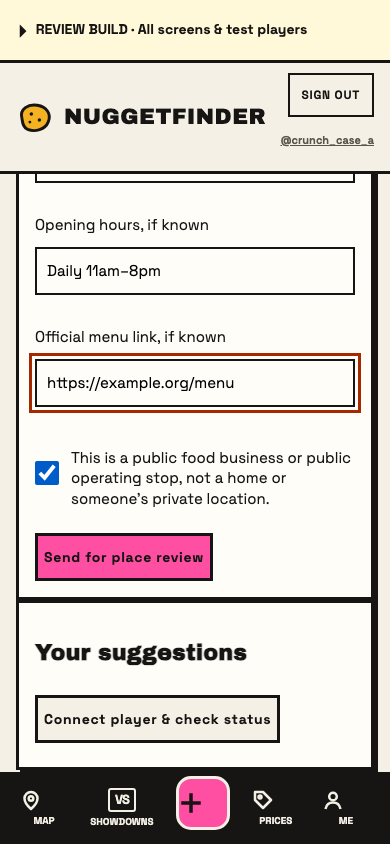 REVIEW BUILD · All screens & test players
NUGGETFINDER
SIGN OUT
@crunch_case_a
Opening hours, if known
Daily 11am–8pm
Official menu link, if known
https://example.org/menu
This is a public food business or public
operating stop, not a home or
someone's private location.
Send for place review
Your suggestions
Connect player & check status
MAP
VS
SHOWDOWNS
+
PRICES
ME